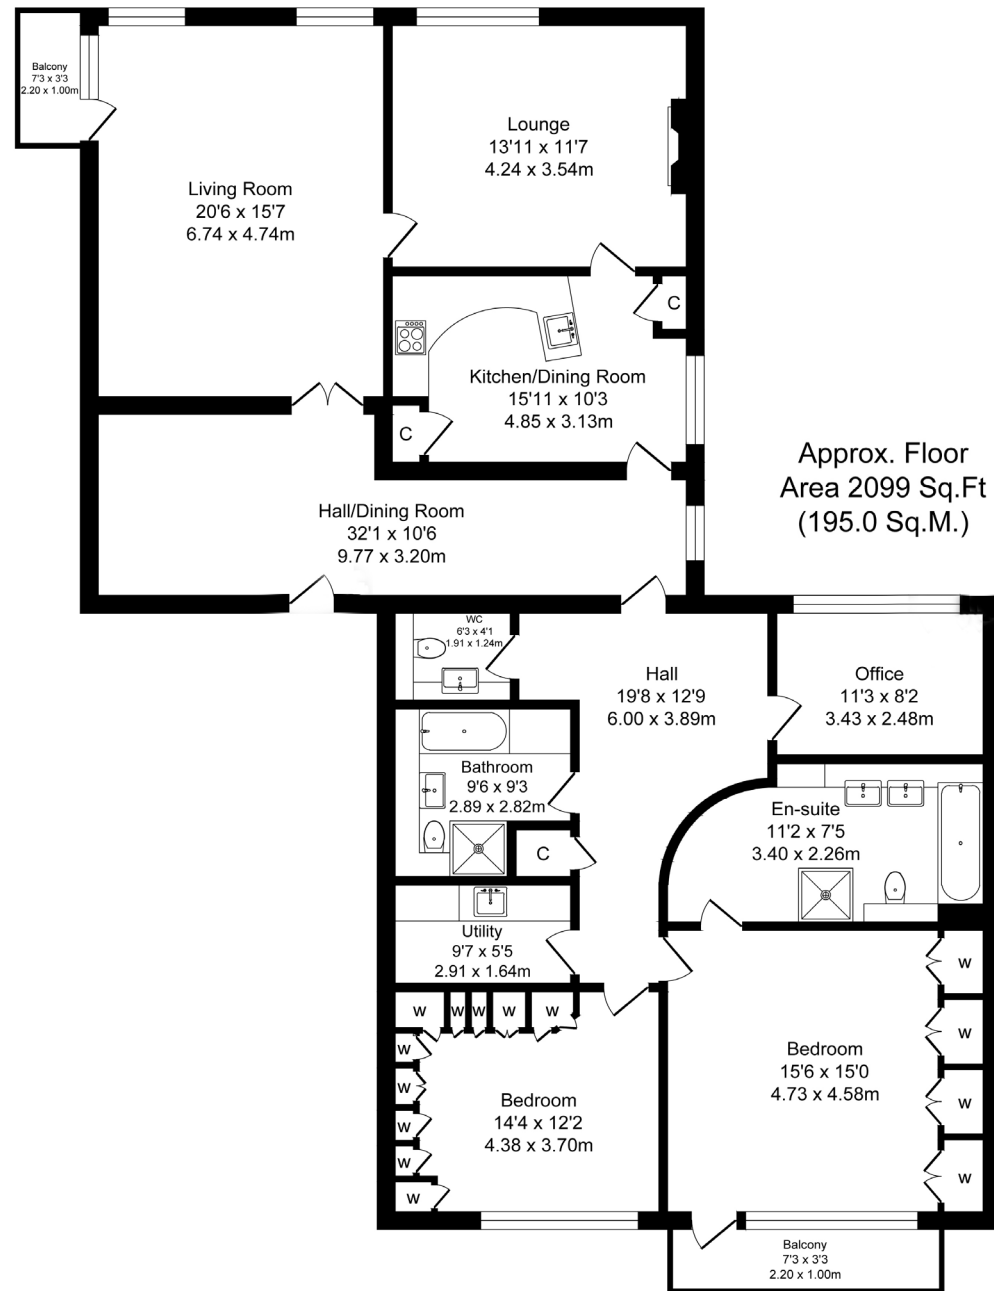 Balcony
7'3 x 3'3
2.20 x 1.00m
Living Room
20'6 x 15'7
6.74 x 4.74m
Lounge
13'11 x 11'7
4.24 x 3.54m
C
Kitchen/Dining Room
15'11 x 10'3
4.85 x 3.13m
C
Approx. Floor
Area 2099 Sq.Ft
(195.0 Sq.M.)
Hall/Dining Room
32'1 x 10'6
9.77 x 3.20m
WC
6'3 x 4'1
1.91 x 1.24m
Hall
19'8 x 12'9
6.00 x 3.89m
Office
11'3 x 8'2
3.43 x 2.48m
Bathroom
9'6 x 9'3
2.89 x 2.82m
C
En-suite
11'2 x 7'5
3.40 x 2.26m
Utility
9'7 x 5'5
2.91 x 1.64m
W
W
W
W
W
W
W
W
W
W
Bedroom
14'4 x 12'2
4.38 x 3.70m
Bedroom
15'6 x 15'0
4.73 x 4.58m
W
W
W
W
Balcony
7'3 x 3'3
2.20 x 1.00m